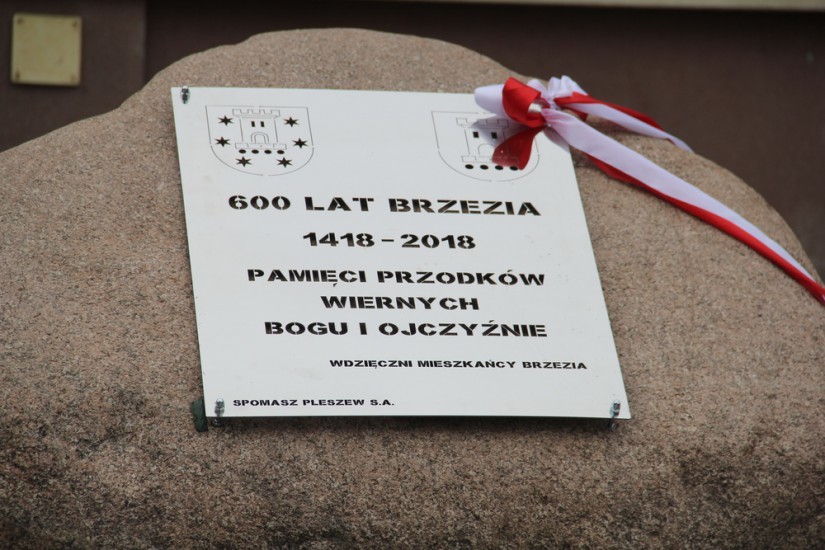 600 LAT BRZEZIA
1418 – 2018
PAMIĘCI PRZODKÓW
WIERNYCH
BOGU I OJCZYŹNIE
WDZIĘCZNI MIESZKAŃCY BRZEZIA
SPOMASZ PLESZEW S.A.